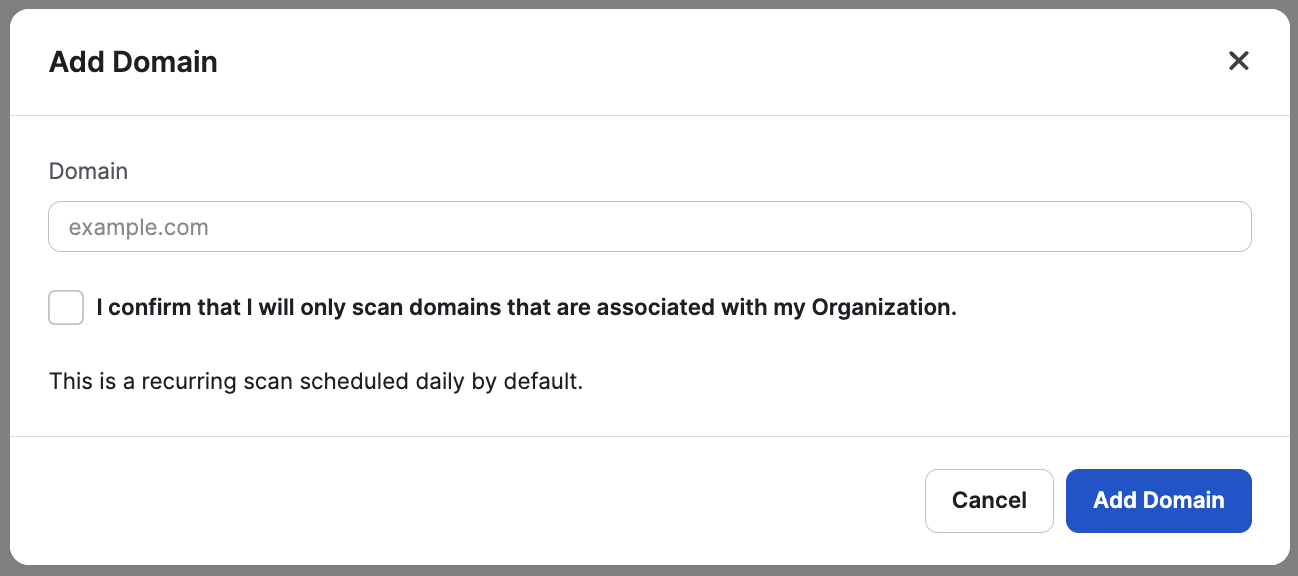 Add Domain
Domain
example.com
I confirm that I will only scan domains that are associated with my Organization.
This is a recurring scan scheduled daily by default.
Cancel
Add Domain